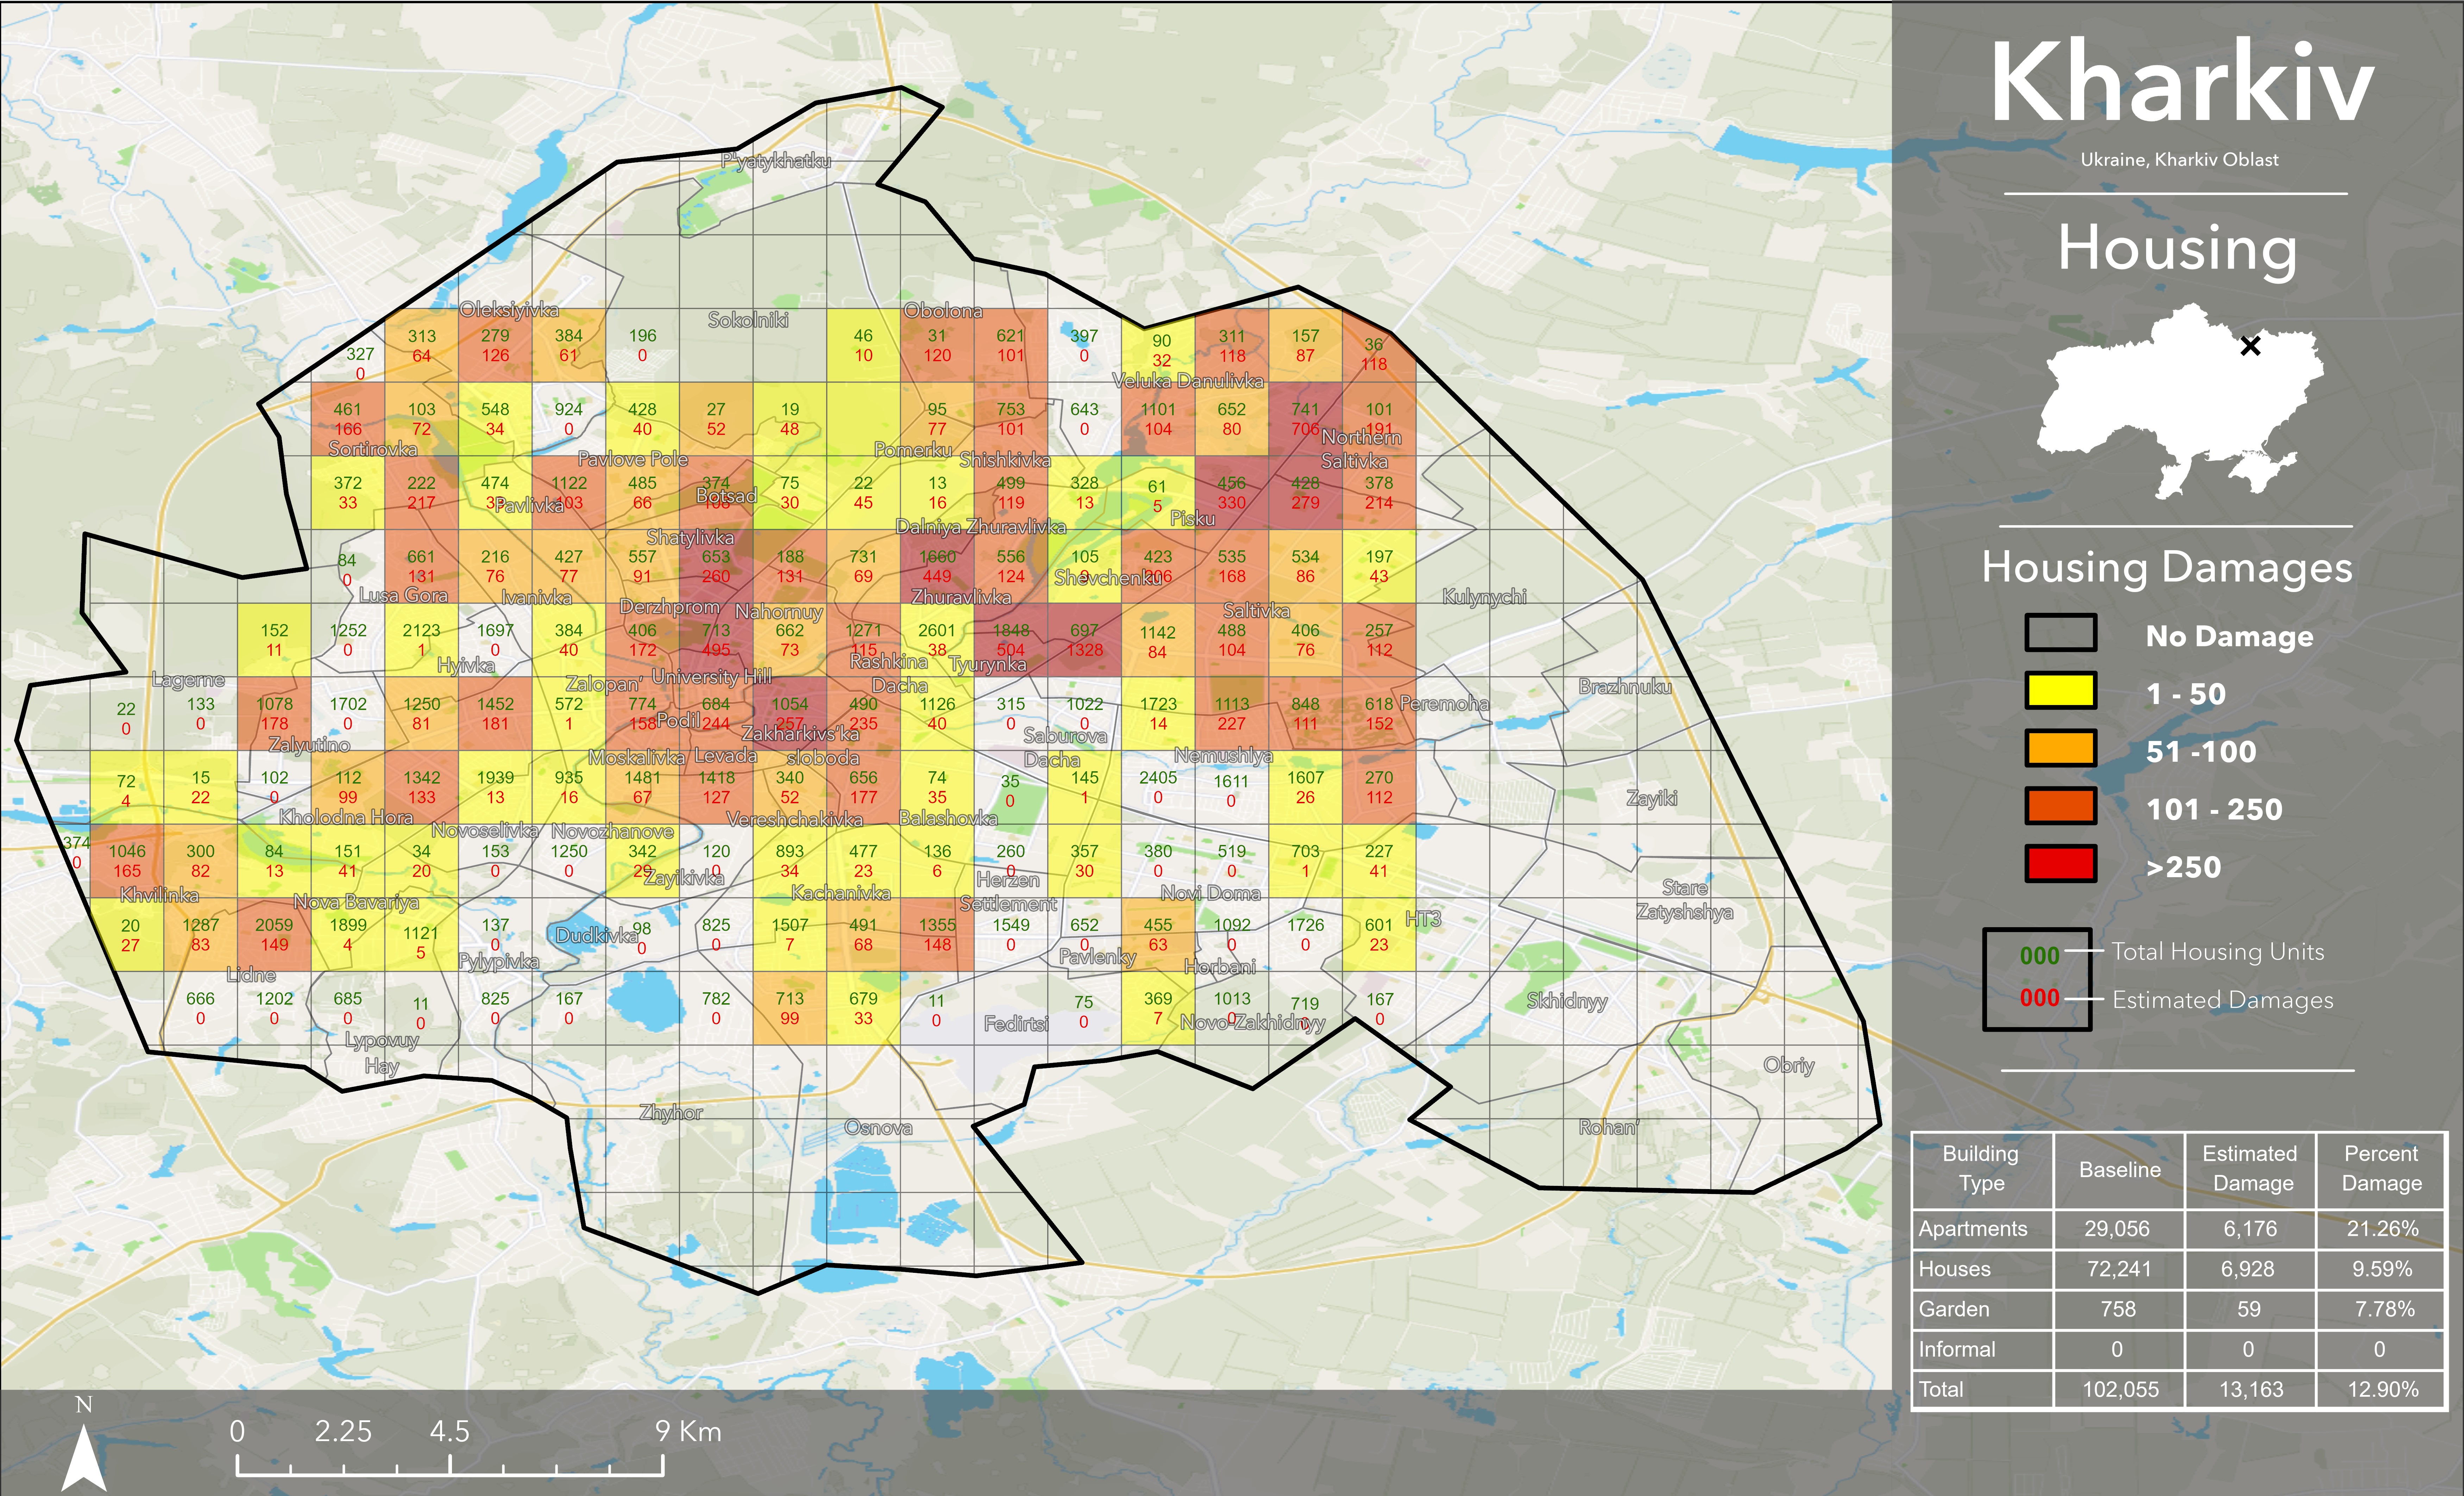 Kharkiv
Ukraine, Kharkiv Oblast
Housing
Housing Damages
No Damage
1 - 50
51 -100
101 - 250
>250
000 Total Housing Units
000 Estimated Damages
Building Type Baseline Estimated Damage Percent Damage
Apartments 29,056 6,176 21.26%
Houses 72,241 6,928 9.59%
Garden 758 59 7.78%
Informal 0 0 0
Total 102,055 13,163 12.90%
P'yatykhatku
Oleksiyivka Sokolniki Obolona
327 313 279 384 196 46 31 621 397 90 311 157 36
0 64 126 61 0 10 120 101 0 32 118 87 118
Veluka Danulivka
461 103 548 924 428 27 19 95 753 643 1101 652 741 101
166 72 34 0 40 52 48 77 101 0 104 80 706 191
Sortirovka Pavlove Pole Pomerku Shishkivka Northern Saltivka
372 222 474 1122 485 374 75 22 13 499 328 61 456 428 378
33 217 66 30 45 16 119 13 5 330 279 214
Pavlivka Botsad Pisku
Shatylivka Dalniya Zhuravlivka
84 661 216 427 557 653 188 731 1660 556 105 423 535 534 197
0 131 76 77 91 260 131 69 449 124 168 86 43
Lusa Gora Ivanivka Derzhprom Nahornuy Zhuravlivka Shevchenku Saltivka Kulynychi
152 1252 2123 1697 384 406 713 662 1271 2601 1848 697 1142 488 406 257
11 0 1 0 40 172 495 73 115 38 504 1328 84 104 76 112
Lagerne Hyivka Zalopan' University Hill Rashkina Dacha Tyurynka Brazhnuku
22 133 1078 1702 1250 1452 572 774 684 1054 490 1126 315 1022 1723 1113 848 618
0 0 178 0 81 181 1 158 244 257 235 40 0 0 14 227 111 152
Zalyutino Podil Zakharkivs'ka sloboda Saburova Dacha Peremoha
Moskalivka Levada Nemushlya
72 15 102 112 1342 1939 935 1481 1418 340 656 74 35 145 2405 1611 1607 270
4 22 0 99 133 13 16 67 127 52 177 35 0 1 0 0 26 112
Kholodna Hora Novoselivka Novozhanove Vereshchakivka Balashovka Zayiki
374 1046 300 84 151 34 153 1250 342 120 893 477 136 260 357 380 519 703 227
0 165 82 13 41 20 0 0 29 0 34 23 6 0 30 0 0 1 41
Khvilinka Nova Bavariya Zayikivka Kachanivka Herzen Settlement Novi Doma Stare Zatyshshya
20 1287 2059 1899 1121 137 98 825 1507 491 1355 1549 652 455 1092 1726 601
27 83 149 4 5 0 0 0 7 68 148 0 0 63 0 0 23
Lidne Pylypivka Dudkivka Pavlenky Horbani HT3
666 1202 685 11 825 167 782 713 679 11 75 369 1013 719 167
0 0 0 0 0 0 0 99 33 0 0 7 0 0 0
Lypovuy Hay Fedirtsi Novo-Zakhidnyy Skhidnyy
Zhyhor Osnova Rohan' Obriy
N
0 2.25 4.5 9 Km